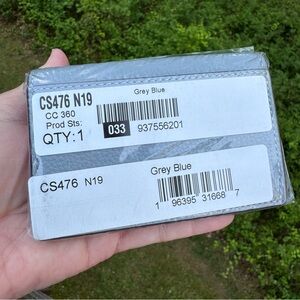 CS476 N19
Grey Blue
CC 360
Prod Sts:
QTY: 1
033 937556201
CS476 N19
Grey Blue
1 96395 31668 7